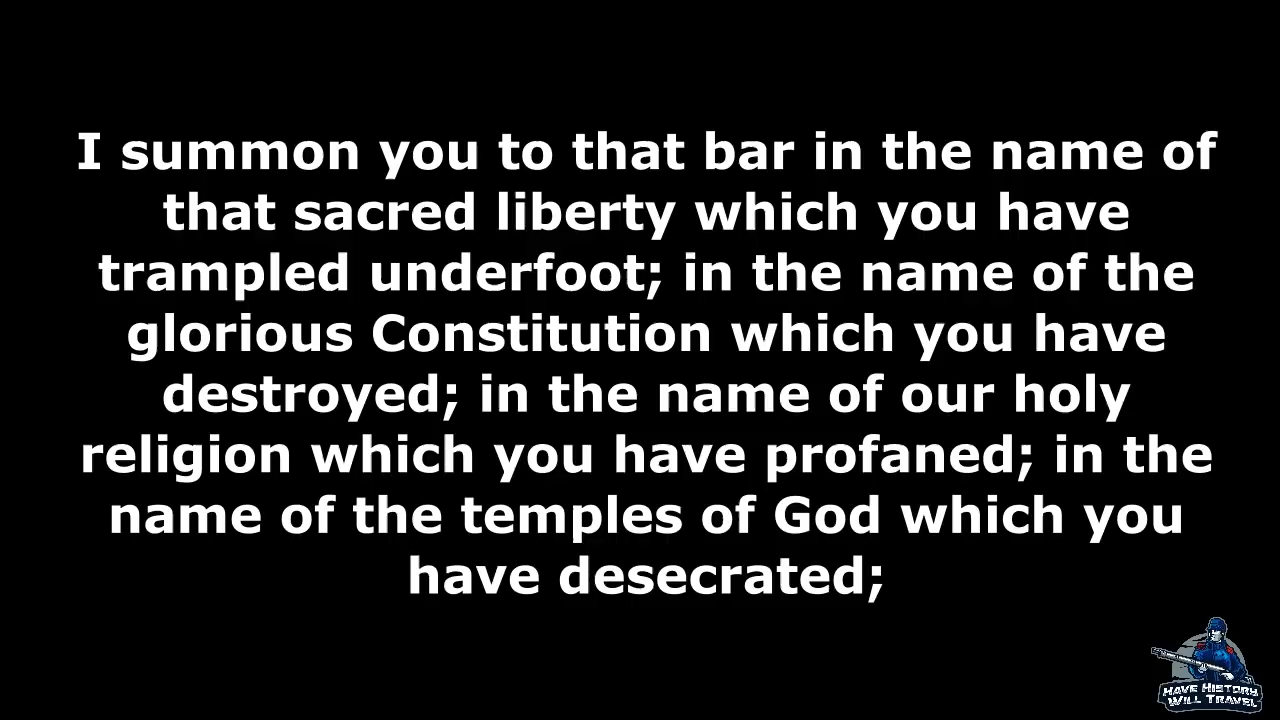 I summon you to that bar in the name of
that sacred liberty which you have
trampled underfoot; in the name of the
glorious Constitution which you have
destroyed; in the name of our holy
religion which you have profaned; in the
name of the temples of God which you
have desecrated;
HAVE HISTORY
WILL TRAVEL